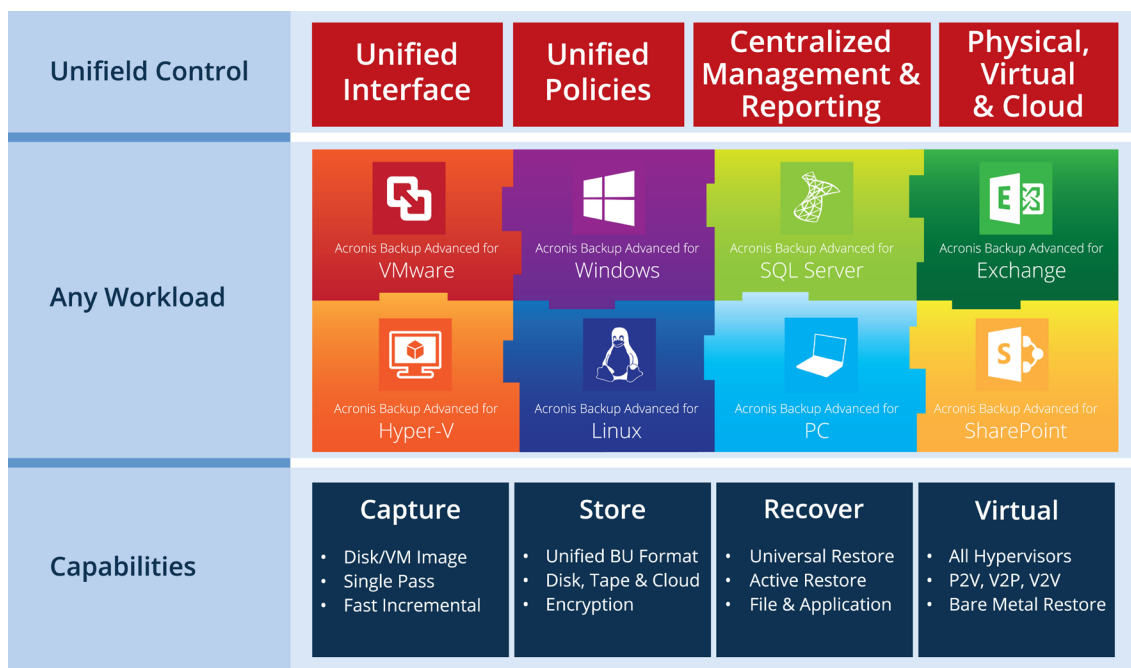 Unifield Control
Unified
Interface
Unified
Policies
Centralized
Management &
Reporting
Physical,
Virtual
& Cloud
Any Workload
Acronis Backup Advanced for
VMware
Acronis Backup Advanced for
Windows
Acronis Backup Advanced for
SQL Server
E
Acronis Backup Advanced for
Exchange
Acronis Backup Advanced for
Hyper-V
Acronis Backup Advanced for
Linux
Acronis Backup Advanced for
PC
S
Acronis Backup Advanced for
SharePoint
Capabilities
Capture
• Disk/VM Image
• Single Pass
• Fast Incremental
Store
• Unified BU Format
• Disk, Tape & Cloud
• Encryption
Recover
• Universal Restore
• Active Restore
• File & Application
Virtual
• All Hypervisors
• P2V, V2P, V2V
• Bare Metal Restore